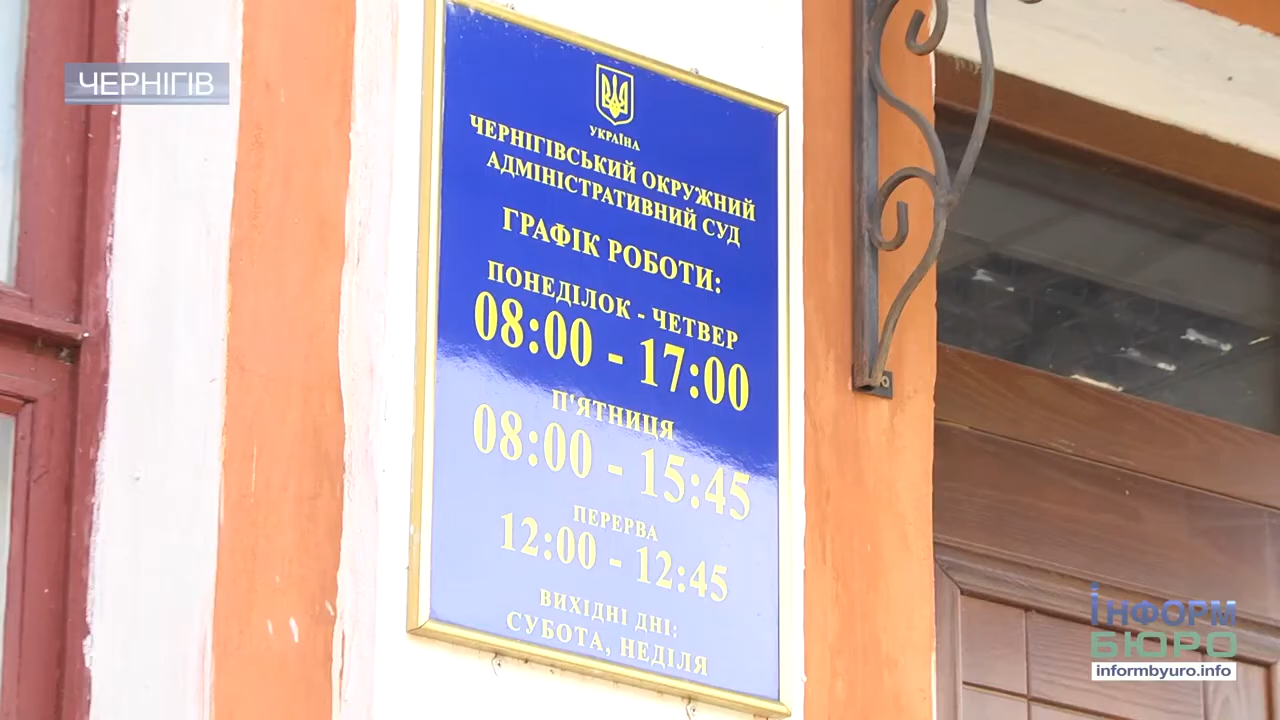 ЧЕРНІГІВ
УКРАЇНА
ЧЕРНІГІВСЬКИЙ ОКРУЖНИЙ
АДМІНІСТРАТИВНИЙ СУД
ГРАФІК РОБОТИ:
ПОНЕДІЛОК - ЧЕТВЕР
08:00 - 17:00
П'ЯТНИЦЯ
08:00 - 15:45
ПЕРЕРВА
12:00 - 12:45
ВИХІДНІ ДНІ:
СУБОТА, НЕДІЛЯ
ІНФОРМ
БЮРО
informbyuro.info